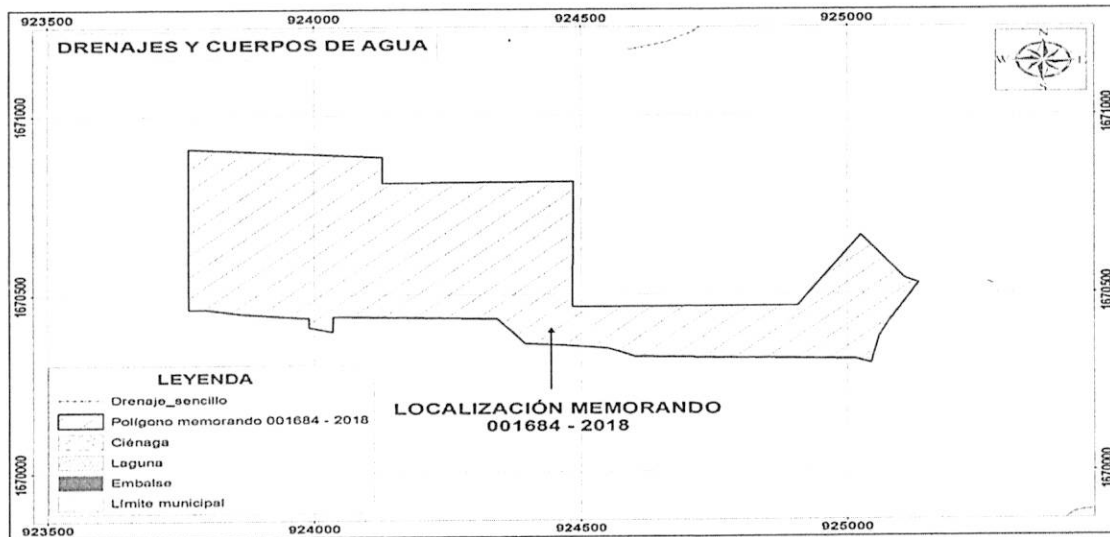 923500 924000 924500 925000
DRENAJES Y CUERPOS DE AGUA
N
W I
S
1671000 1671000
1670500 1670500
LEYENDA
Drenaje_sencillo
Polígono memorando 001684 - 2018
Ciénaga
Laguna
Embalse
Límite municipal
LOCALIZACIÓN MEMORANDO
001684 - 2018
1670000 1670000
923500 924000 924500 925000